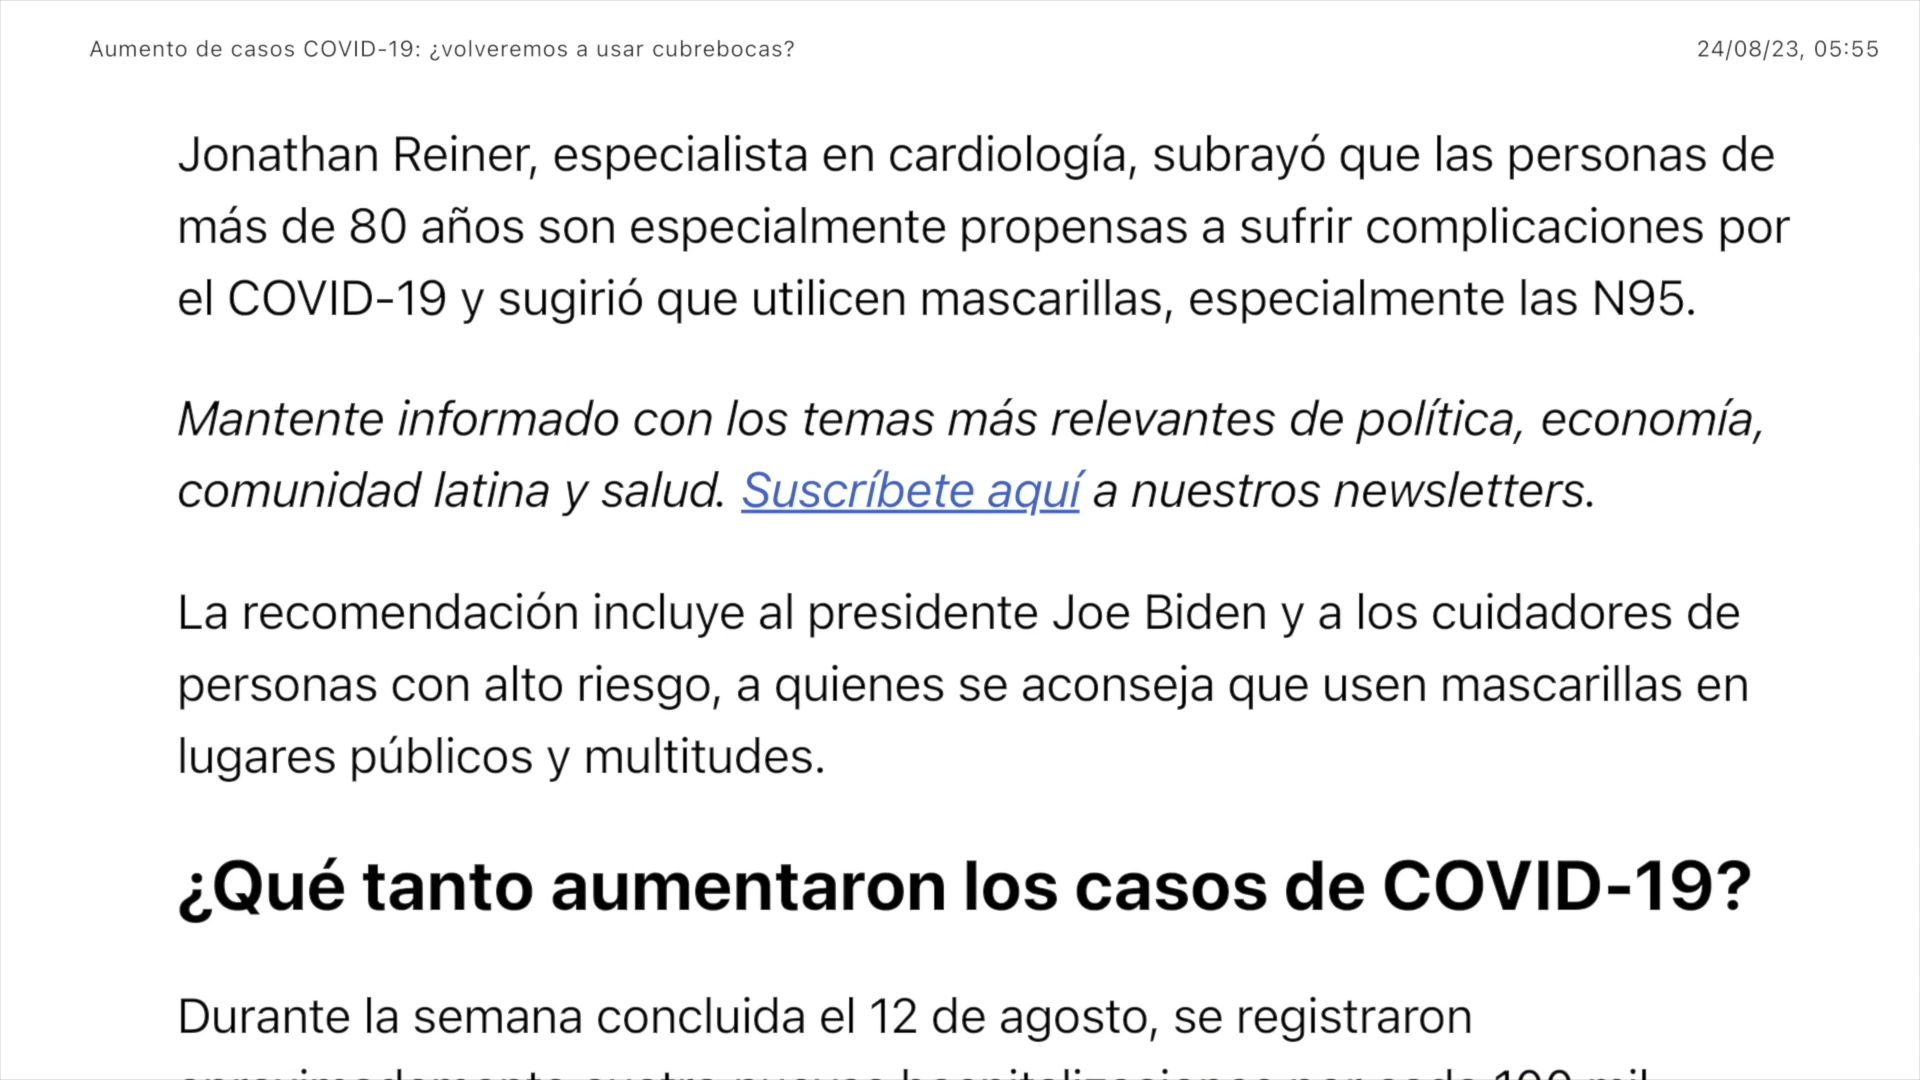 Aumento de casos COVID-19: ¿volveremos a usar cubrebocas?
24/08/23, 05:55
Jonathan Reiner, especialista en cardiología, subrayó que las personas de
más de 80 años son especialmente propensas a sufrir complicaciones por
el COVID-19 y sugirió que utilicen mascarillas, especialmente las N95.
Mantente informado con los temas más relevantes de política, economía,
comunidad latina y salud. Suscríbete aquí a nuestros newsletters.
La recomendación incluye al presidente Joe Biden y a los cuidadores de
personas con alto riesgo, a quienes se aconseja que usen mascarillas en
lugares públicos y multitudes.
¿Qué tanto aumentaron los casos de COVID-19?
Durante la semana concluida el 12 de agosto, se registraron